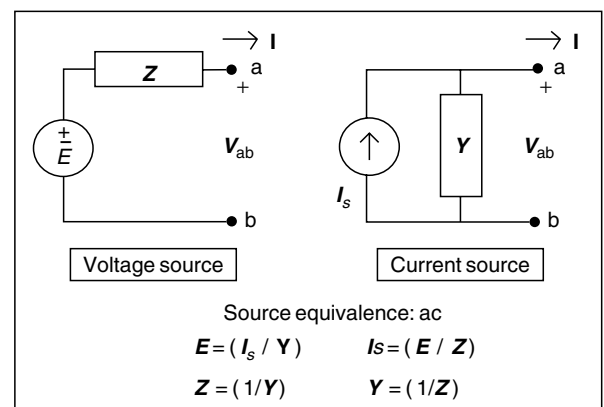 I
Z
a
+
±
E
V_ab
b
Voltage source
I
a
+
Y
V_ab
I_s
b
Current source
Source equivalence: ac
E = ( I_s / Y )
Is = ( E / Z )
Z = ( 1/Y )
Y = ( 1/Z )